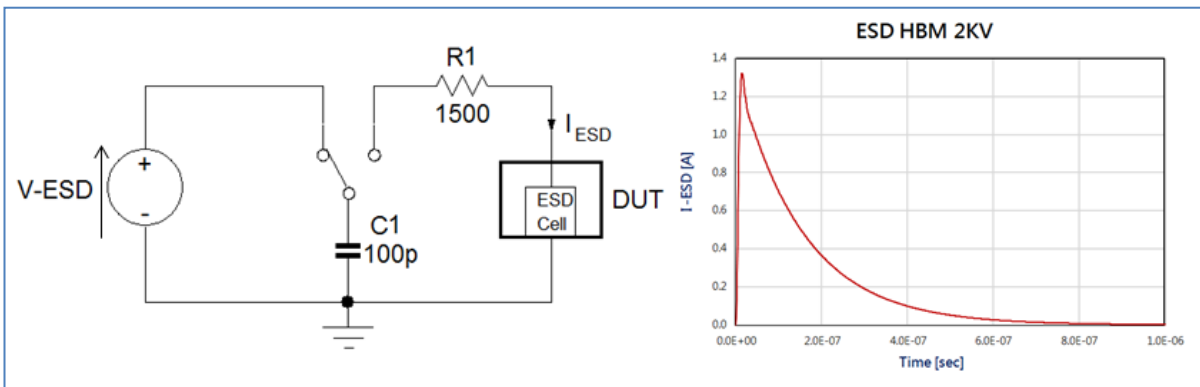 R1
1500
I ESD
V-ESD
+
-
C1
100p
ESD
Cell
DUT
ESD HBM 2KV
I-ESD [A]
1.4
1.2
1.0
0.8
0.6
0.4
0.2
0.0
0.0E+00 2.0E-07 4.0E-07 6.0E-07 8.0E-07 1.0E-06
Time [sec]